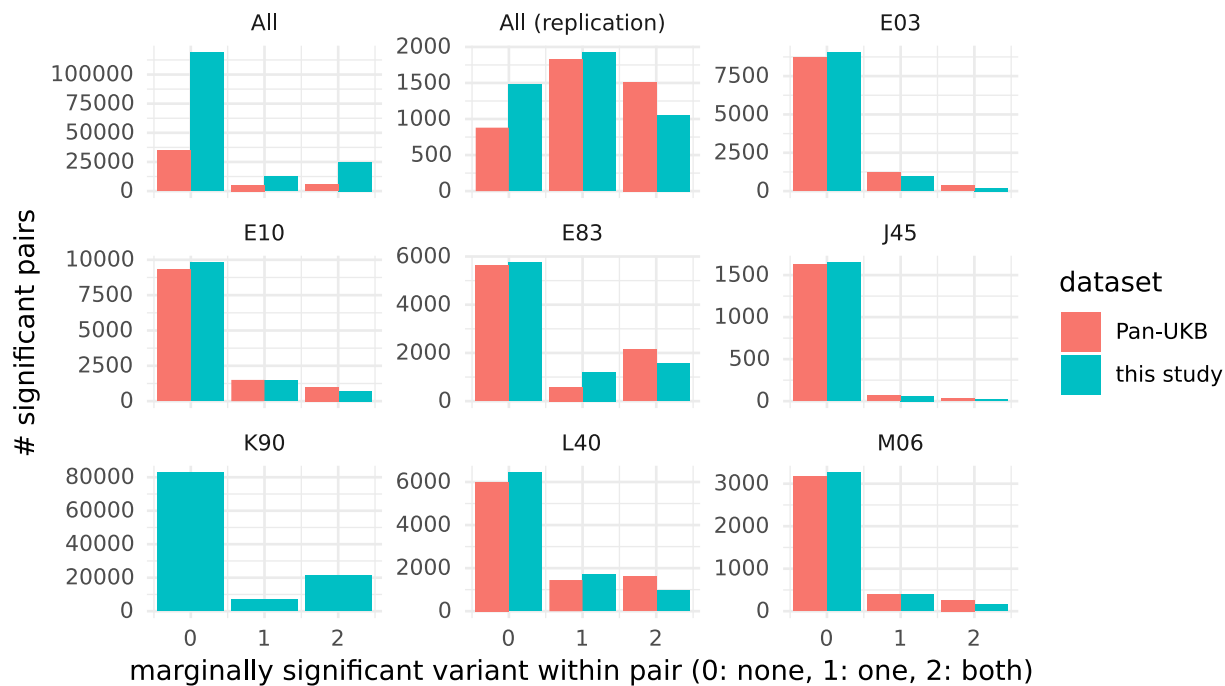 All
All (replication)
E03
100000
75000
50000
25000
0
2000
1500
1000
500
0
7500
5000
2500
0
E10
E83
J45
10000
7500
5000
2500
0
6000
4000
2000
0
1500
1000
500
0
K90
L40
M06
80000
60000
40000
20000
0
6000
4000
2000
0
3000
2000
1000
0
0 1 2
0 1 2
0 1 2
# significant pairs
marginally significant variant within pair (0: none, 1: one, 2: both)
dataset
Pan-UKB
this study